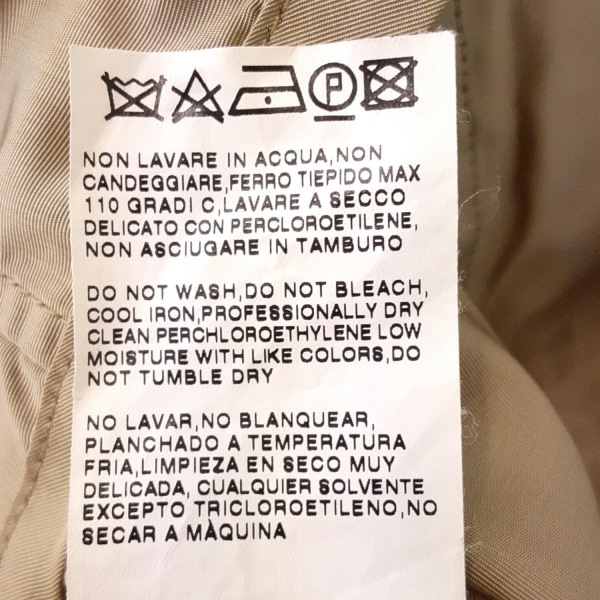 P
NON LAVARE IN ACQUA,NON
CANDEGGIARE,FERRO TIEPIDO MAX
110 GRADI C,LAVARE A SECCO
DELICATO CON PERCLOROETILENE,
NON ASCIUGARE IN TAMBURO
DO NOT WASH,DO NOT BLEACH,
COOL IRON,PROFESSIONALLY DRY
CLEAN PERCHLOROETHYLENE LOW
MOISTURE WITH LIKE COLORS,DO
NOT TUMBLE DRY
NO LAVAR,NO BLANQUEAR,
PLANCHADO A TEMPERATURA
FRIA,LIMPIEZA EN SECO MUY
DELICADA, CUALQUIER SOLVENTE
EXCEPTO TRICLOROETILENO,NO
SECAR A MÀQUINA